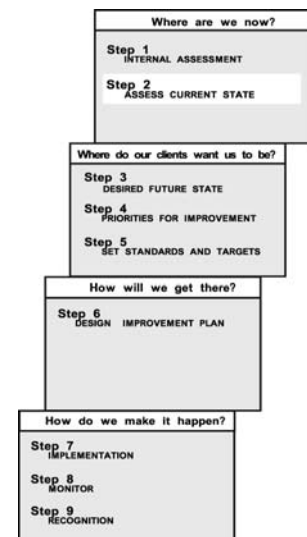 Where are we now?
Step 1
INTERNAL ASSESSMENT
Step 2
ASSESS CURRENT STATE
Where do our clients want us to be?
Step 3
DESIRED FUTURE STATE
Step 4
PRIORITIES FOR IMPROVEMENT
Step 5
SET STANDARDS AND TARGETS
How will we get there?
Step 6
DESIGN IMPROVEMENT PLAN
How do we make it happen?
Step 7
IMPLEMENTATION
Step 8
MONITOR
Step 9
RECOGNITION